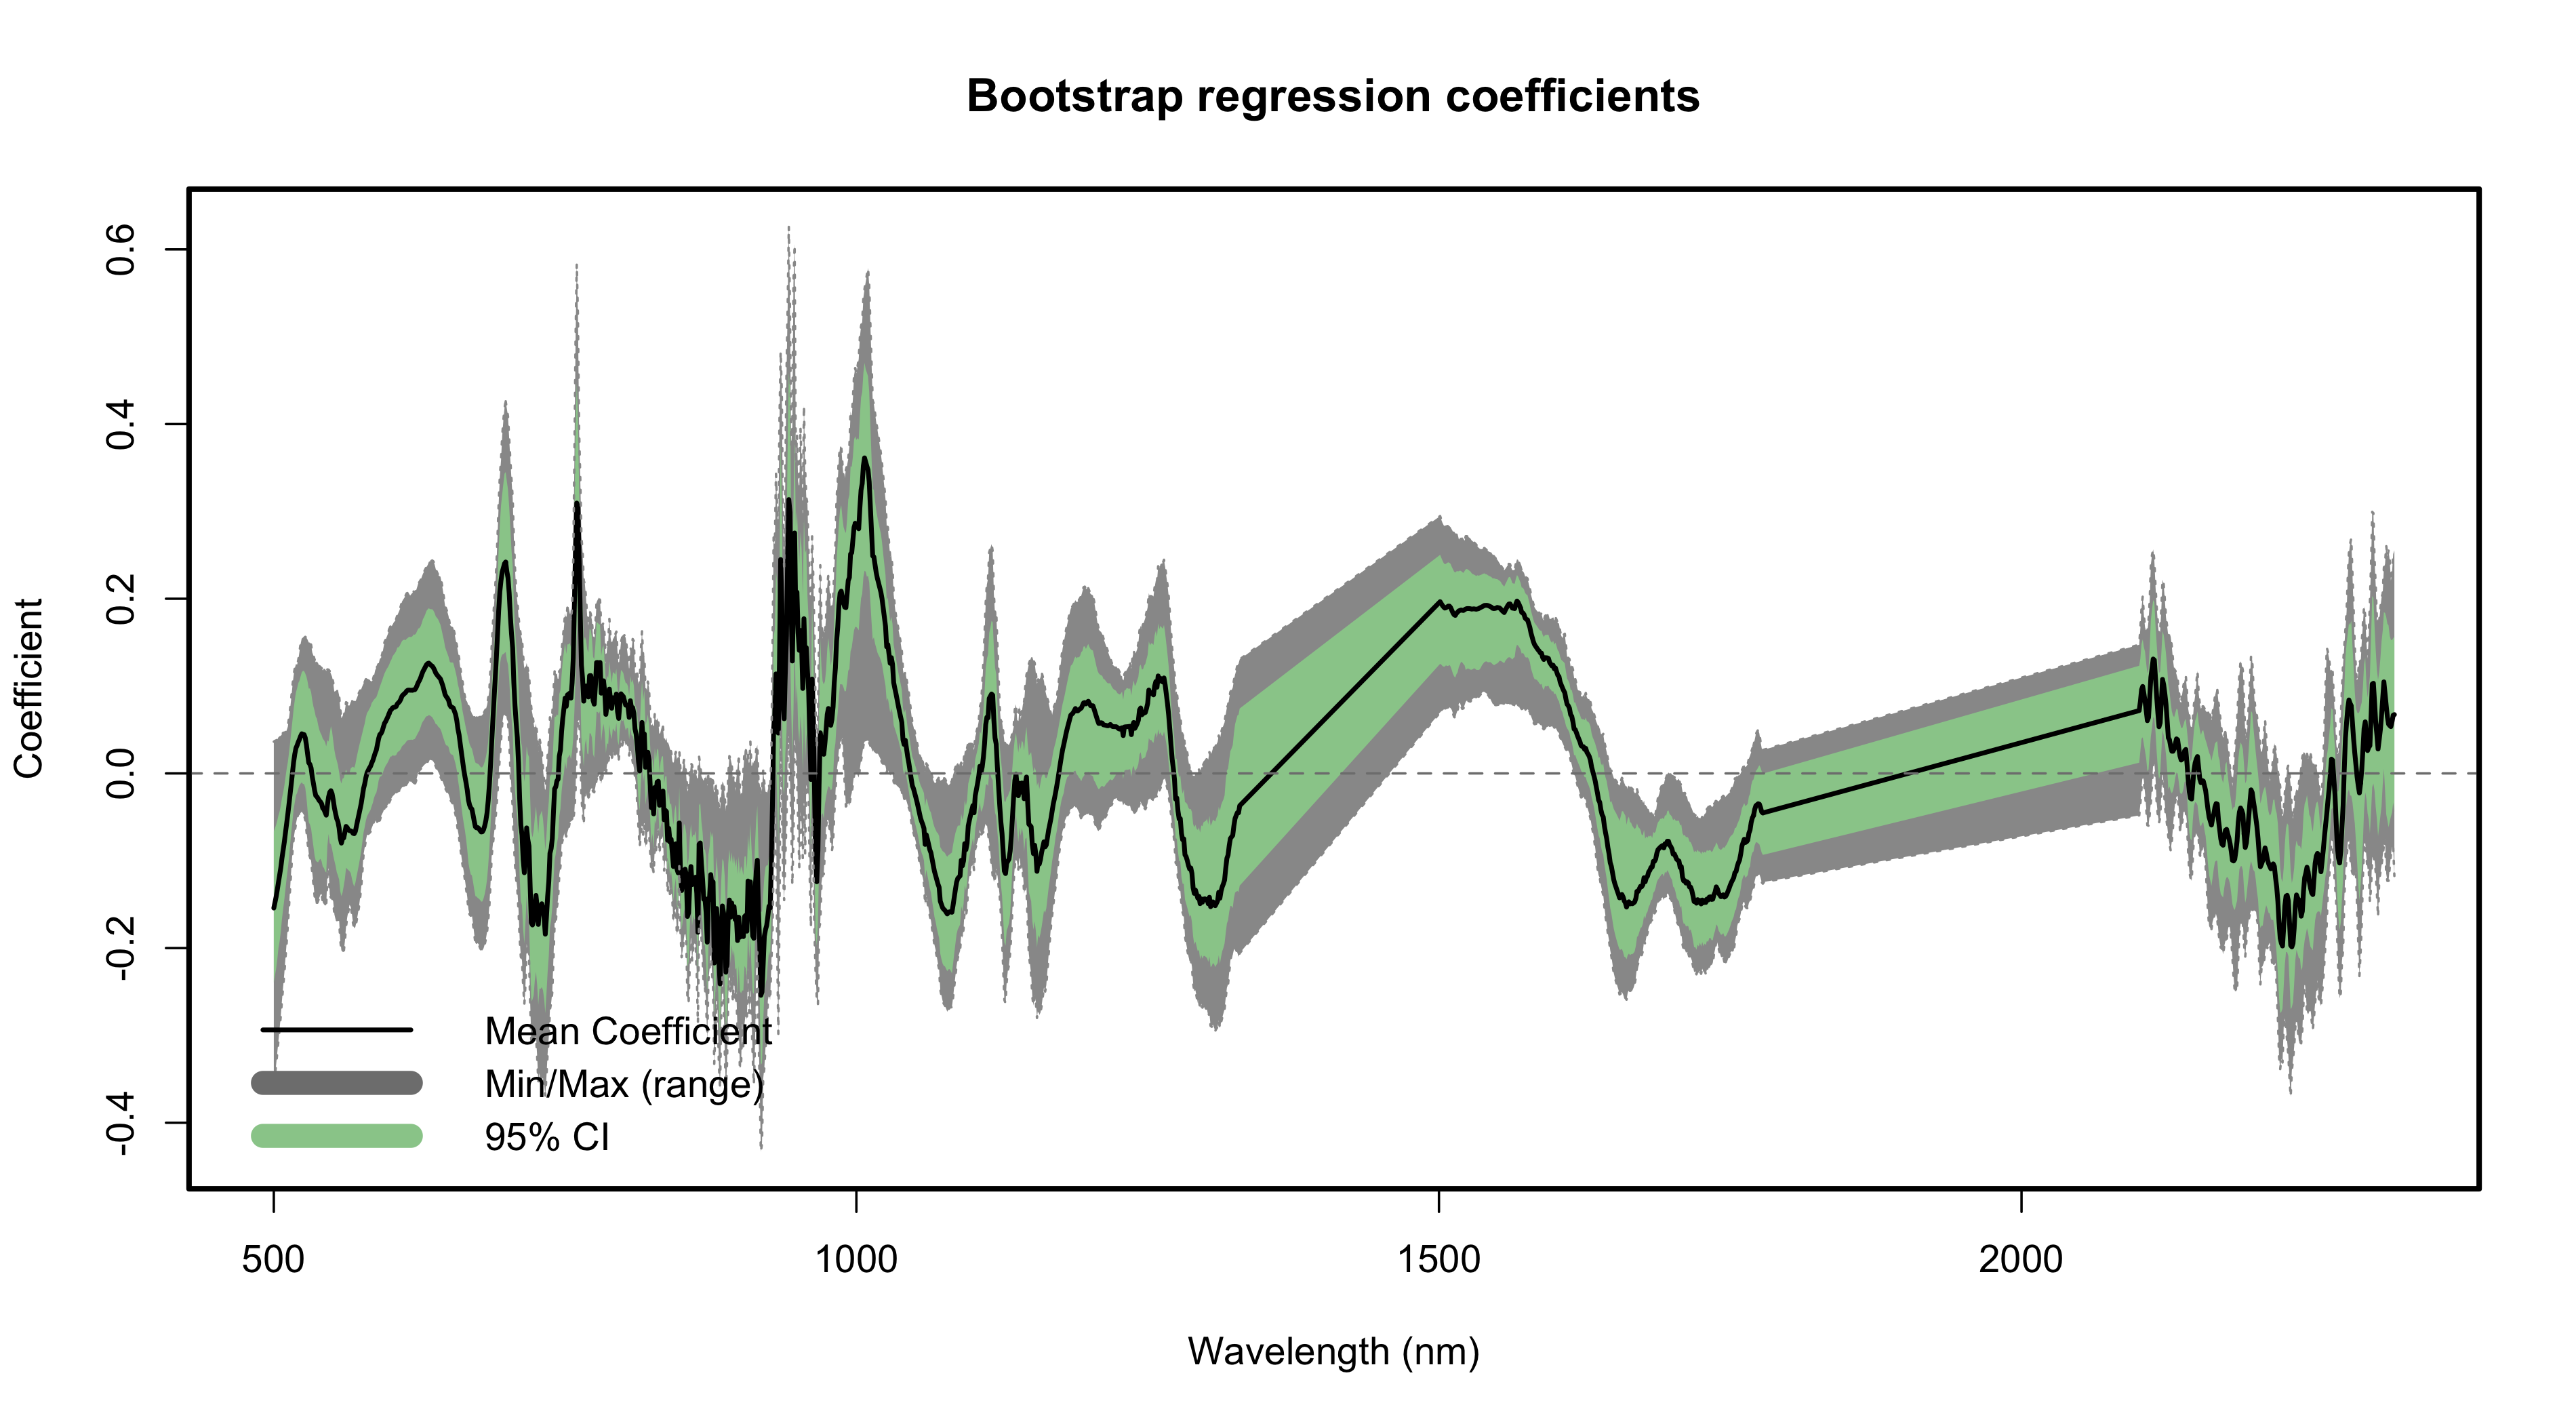 Bootstrap regression coefficients
Coefficient
0.6
0.4
0.2
0.0
-0.2
-0.4
Mean Coefficient
Min/Max (range)
95% CI
500 1000 1500 2000
Wavelength (nm)